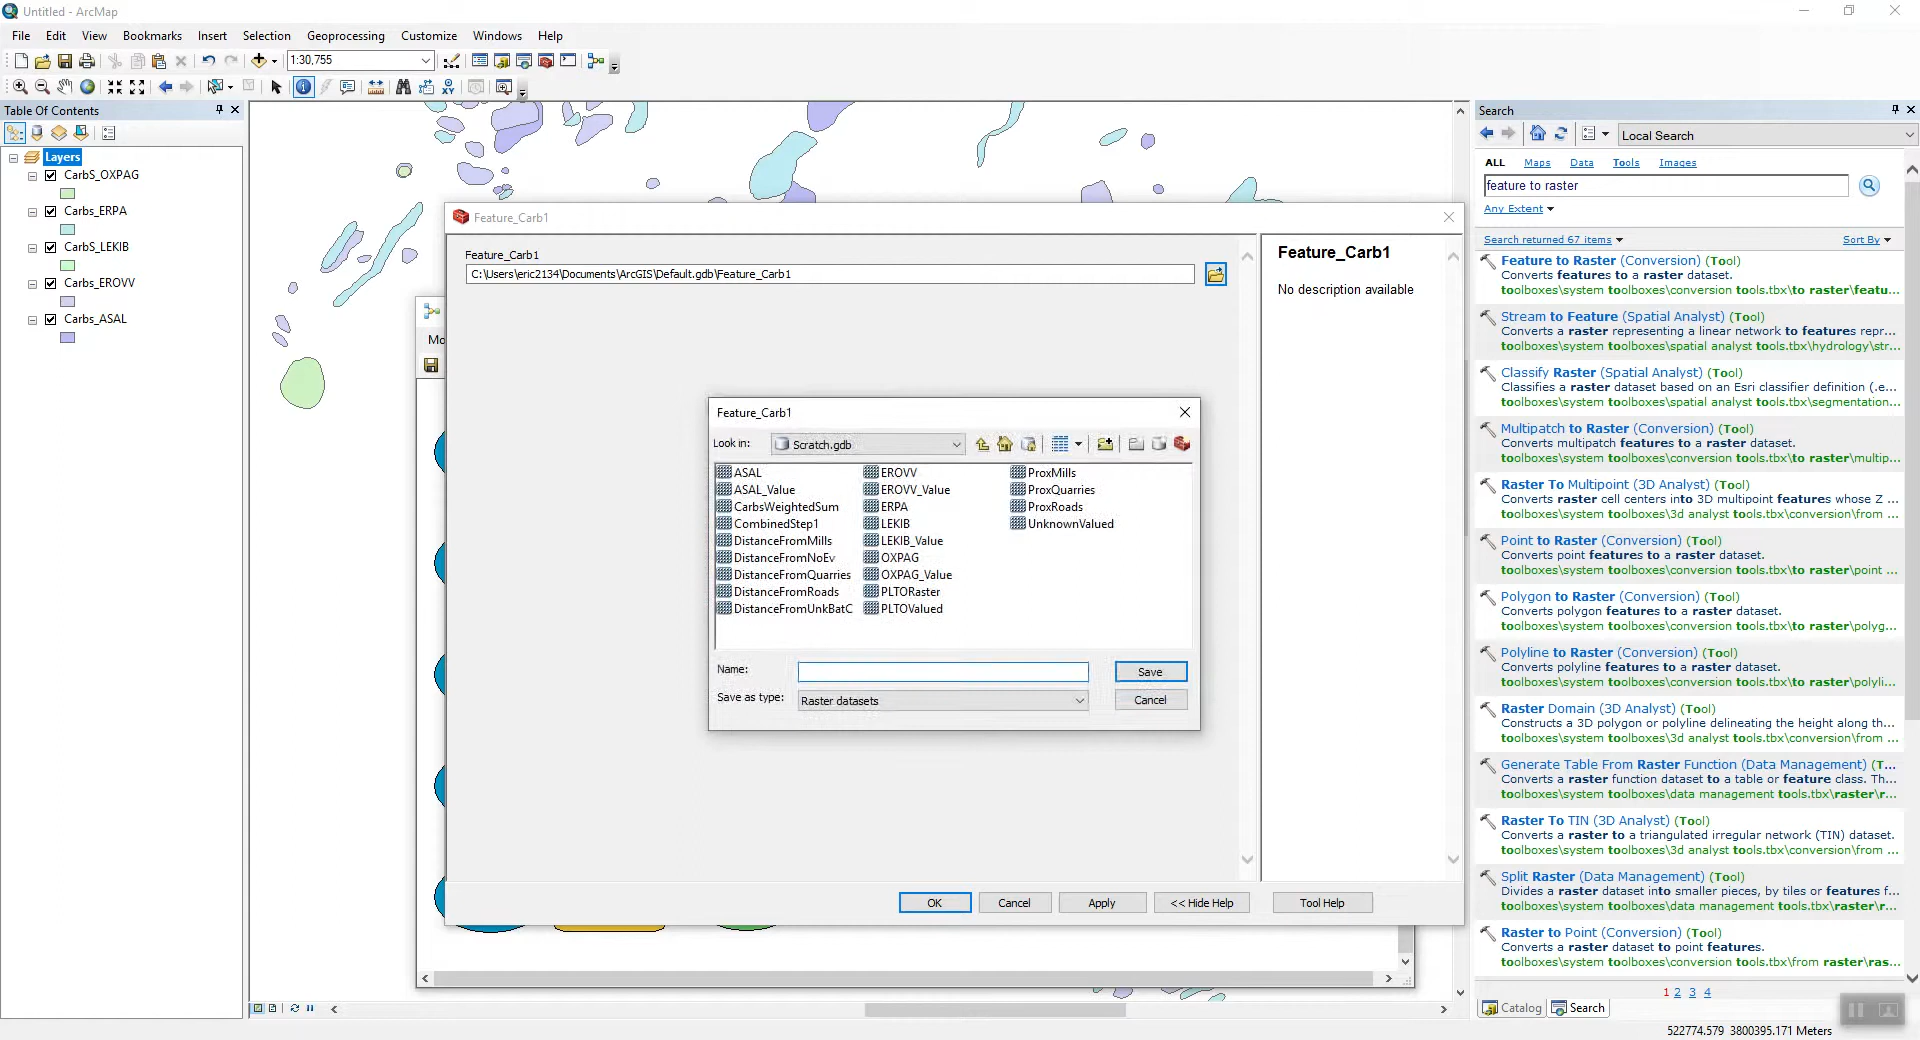 Untitled - ArcMap
File Edit View Bookmarks Insert Selection Geoprocessing Customize Windows Help
1:30,755
Table Of Contents
Layers
CarbS_OXPAG
Carbs_ERPA
CarbS_LEKIB
Carbs_EROVV
Carbs_ASAL
Mo
Feature_Carb1
Feature_Carb1
C:\Users\eric2134\Documents\ArcGIS\Default.gdb\Feature_Carb1
Feature_Carb1
No description available
Feature_Carb1
Look in: Scratch.gdb
ASAL EROVV ProxMills
ASAL_Value EROVV_Value ProxQuarries
CarbsWeightedSum ERPA ProxRoads
CombinedStep1 LEKIB UnknownValued
DistanceFromMills LEKIB_Value
DistanceFromNoEv OXPAG
DistanceFromQuarries OXPAG_Value
DistanceFromRoads PLTORaster
DistanceFromUnkBatC PLTOValued
Name: Save
Save as type: Raster datasets Cancel
OK Cancel Apply << Hide Help Tool Help
Search
Local Search
ALL Maps Data Tools Images
feature to raster
Any Extent
Search returned 67 items Sort By
Feature to Raster (Conversion) (Tool)
Converts features to a raster dataset.
toolboxes\system toolboxes\conversion tools.tbx\to raster\featu...
Stream to Feature (Spatial Analyst) (Tool)
Converts a raster representing a linear network to features repr...
toolboxes\system toolboxes\spatial analyst tools.tbx\hydrology\str...
Classify Raster (Spatial Analyst) (Tool)
Classifies a raster dataset based on an Esri classifier definition (.e...
toolboxes\system toolboxes\spatial analyst tools.tbx\segmentation...
Multipatch to Raster (Conversion) (Tool)
Converts multipatch features to a raster dataset.
toolboxes\system toolboxes\conversion tools.tbx\to raster\multip...
Raster To Multipoint (3D Analyst) (Tool)
Converts raster cell centers into 3D multipoint features whose Z ...
toolboxes\system toolboxes\3d analyst tools.tbx\conversion\from ...
Point to Raster (Conversion) (Tool)
Converts point features to a raster dataset.
toolboxes\system toolboxes\conversion tools.tbx\to raster\point ...
Polygon to Raster (Conversion) (Tool)
Converts polygon features to a raster dataset.
toolboxes\system toolboxes\conversion tools.tbx\to raster\polyg...
Polyline to Raster (Conversion) (Tool)
Converts polyline features to a raster dataset.
toolboxes\system toolboxes\conversion tools.tbx\to raster\polyli...
Raster Domain (3D Analyst) (Tool)
Constructs a 3D polygon or polyline delineating the height along th...
toolboxes\system toolboxes\3d analyst tools.tbx\conversion\from ...
Generate Table From Raster Function (Data Management) (T...
Converts a raster function dataset to a table or feature class. Th...
toolboxes\system toolboxes\data management tools.tbx\raster\r...
Raster To TIN (3D Analyst) (Tool)
Converts a raster to a triangulated irregular network (TIN) dataset.
toolboxes\system toolboxes\3d analyst tools.tbx\conversion\from ...
Split Raster (Data Management) (Tool)
Divides a raster dataset into smaller pieces, by tiles or features f...
toolboxes\system toolboxes\data management tools.tbx\raster\r...
Raster to Point (Conversion) (Tool)
Converts a raster dataset to point features.
toolboxes\system toolboxes\conversion tools.tbx\from raster\ras...
1 2 3 4
Catalog Search
522774.579 3800395.171 Meters